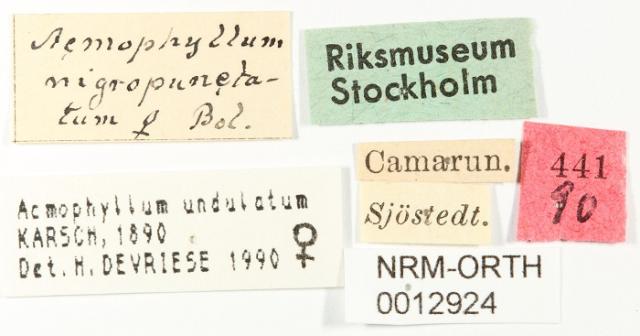 Acmophyllum
nigropuncta-
tum ♀ Bol.
Riksmuseum
Stockholm
Camarun.
Sjöstedt.
441
90
Acmophyllum undulatum
KARSCH, 1890
Det. H. DEVRIESE 1990 ♀
NRM-ORTH
0012924